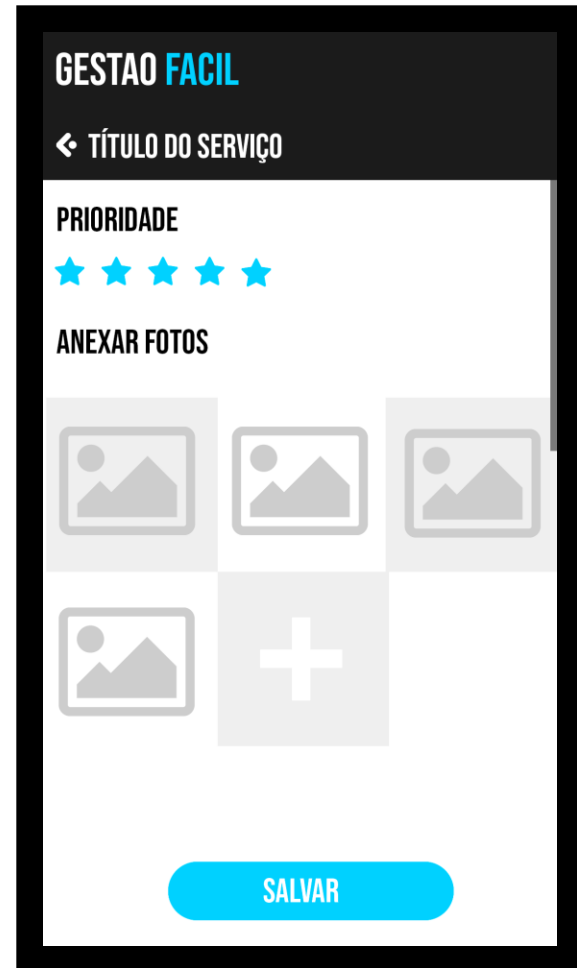 GESTAO FACIL
TÍTULO DO SERVIÇO
PRIORIDADE
ANEXAR FOTOS
SALVAR